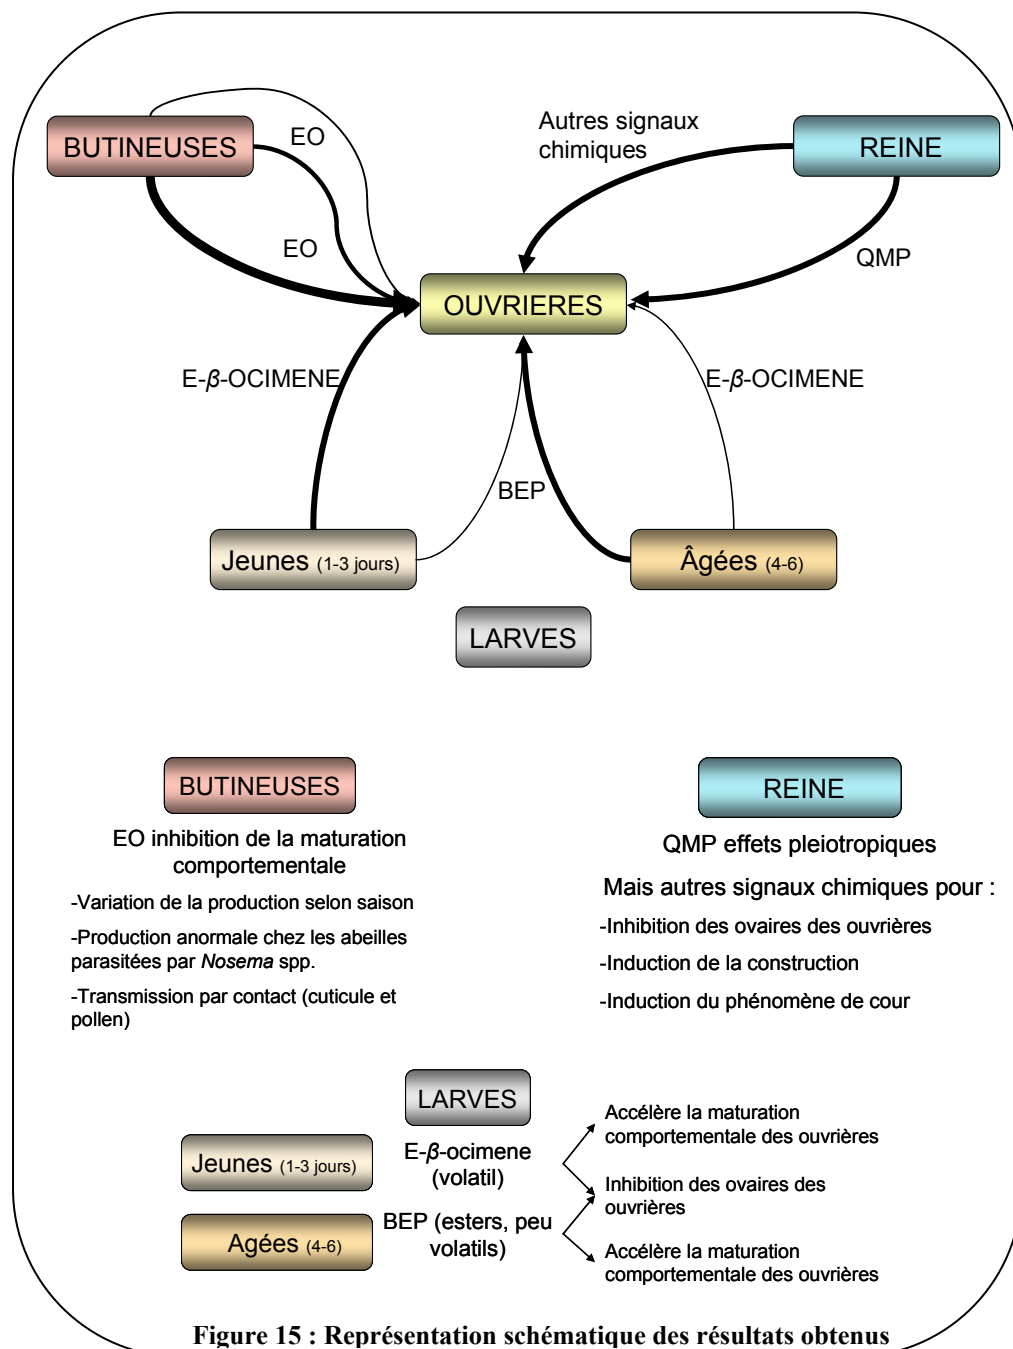 BUTINEUSES
EO
EO
Autres signaux
chimiques
REINE
QMP
OUVRIERES
E-β-OCIMENE
E-β-OCIMENE
BEP
Jeunes (1-3 jours)
Âgées (4-6)
LARVES
BUTINEUSES
EO inhibition de la maturation
comportementale
-Variation de la production selon saison
-Production anormale chez les abeilles
parasitées par Nosema spp.
-Transmission par contact (cuticule et
pollen)
REINE
QMP effets pleiotropiques
Mais autres signaux chimiques pour :
-Inhibition des ovaires des ouvrières
-Induction de la construction
-Induction du phénomène de cour
LARVES
Jeunes (1-3 jours)
E-β-ocimene
(volatil)
Agées (4-6)
BEP (esters, peu
volatils)
Accélère la maturation
comportementale des ouvrières
Inhibition des ovaires des
ouvrières
Accélère la maturation
comportementale des ouvrières
Figure 15 : Représentation schématique des résultats obtenus